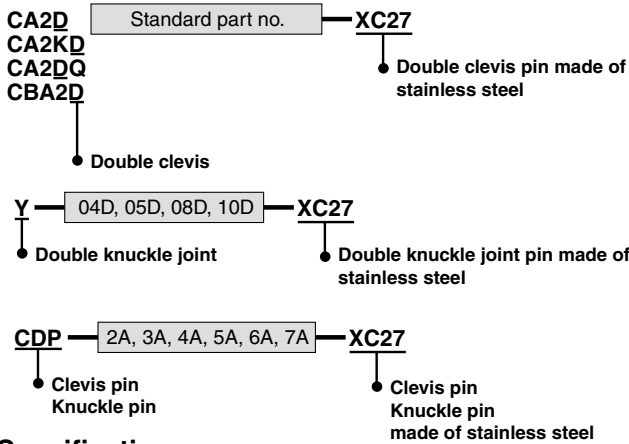 CA2D Standard part no. XC27
CA2KD
CA2DQ
CBA2D
Double clevis pin made of
stainless steel
Double clevis
Y 04D, 05D, 08D, 10D XC27
Double knuckle joint
Double knuckle joint pin made of
stainless steel
CDP 2A, 3A, 4A, 5A, 6A, 7A XC27
Clevis pin
Knuckle pin
Clevis pin
Knuckle pin
made of stainless steel